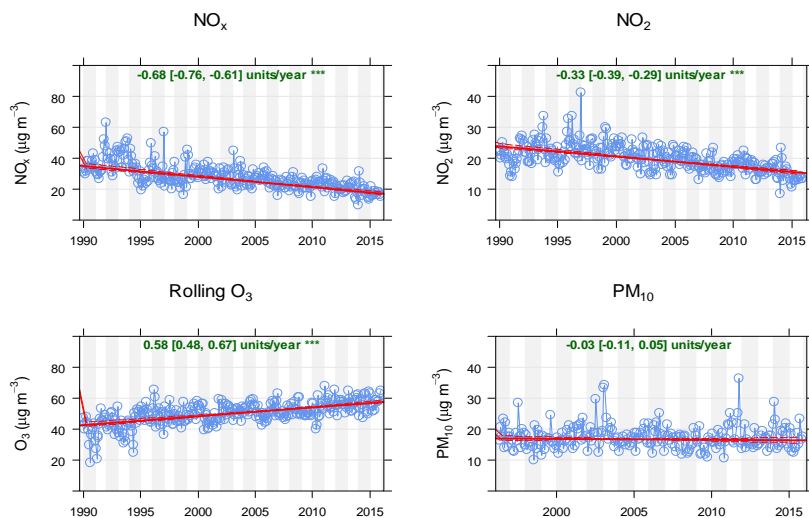 NOₓ
-0.68 [-0.76, -0.61] units/year ***
NOₓ (µg m⁻³)
80
60
40
20
1990 1995 2000 2005 2010 2015
NO₂
-0.33 [-0.39, -0.29] units/year ***
NO₂ (µg m⁻³)
40
30
20
10
1990 1995 2000 2005 2010 2015
Rolling O₃
0.58 [0.48, 0.67] units/year ***
O₃ (µg m⁻³)
100
80
60
40
20
1990 1995 2000 2005 2010 2015
PM₁₀
-0.03 [-0.11, 0.05] units/year
PM₁₀ (µg m⁻³)
40
30
20
10
2000 2005 2010 2015